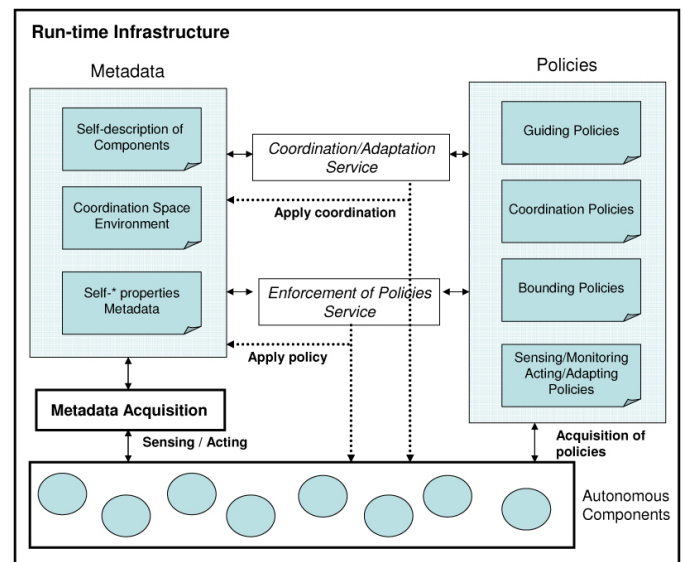 Run-time Infrastructure
Metadata
Self-description of
Components
Coordination Space
Environment
Self-* properties
Metadata
Coordination/Adaptation
Service
Apply coordination
Enforcement of Policies
Service
Apply policy
Policies
Guiding Policies
Coordination Policies
Bounding Policies
Sensing/Monitoring
Acting/Adapting
Policies
Metadata Acquisition
Sensing / Acting
Acquisition of
policies
Autonomous
Components